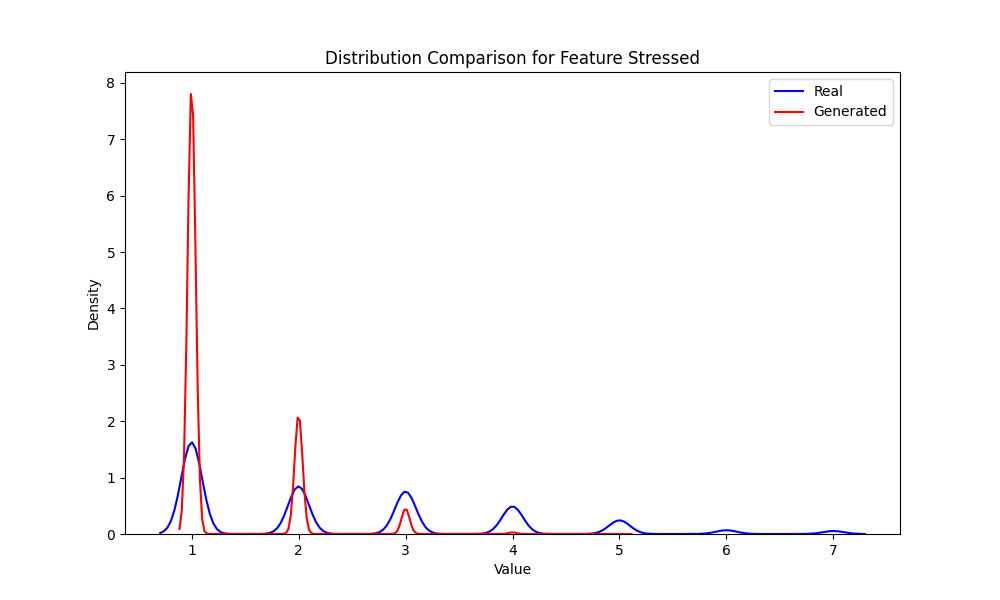 Distribution Comparison for Feature Stressed
Real
Generated
Density
8
7
6
5
4
3
2
1
0
1 2 3 4 5 6 7
Value